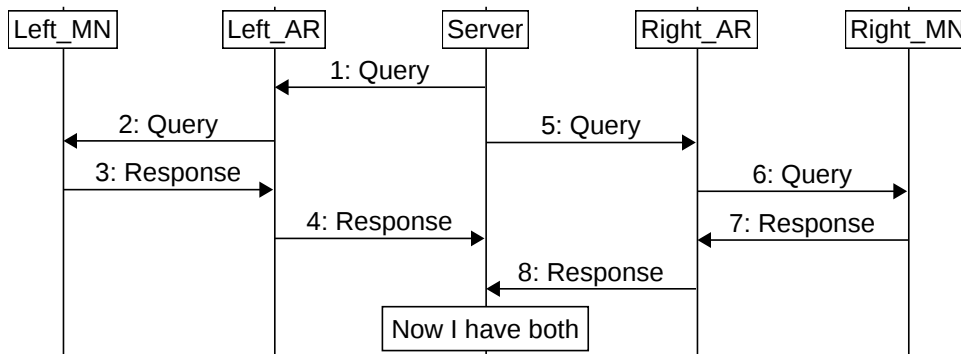 Left_MN
Left_AR
Server
Right_AR
Right_MN
1: Query
2: Query
5: Query
3: Response
6: Query
4: Response
7: Response
8: Response
Now I have both